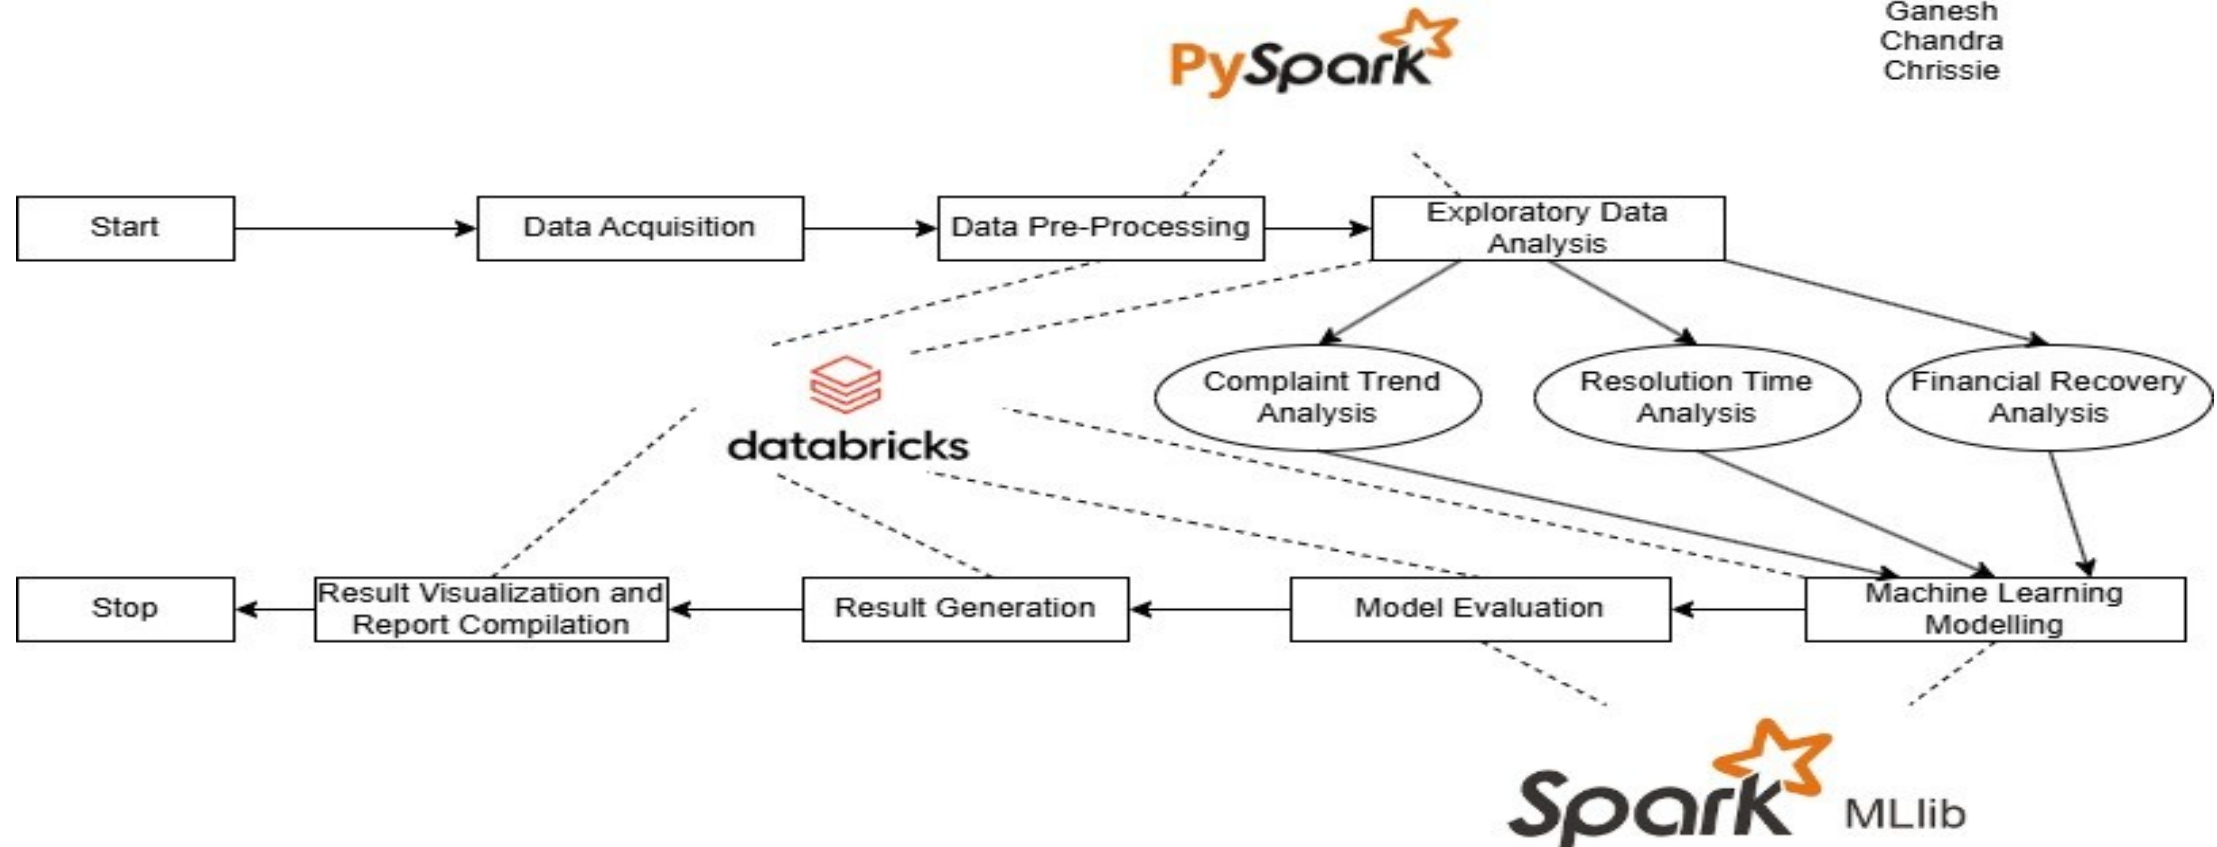 PySpark
Ganesh
Chandra
Chrissie
Start
Data Acquisition
Data Pre-Processing
Exploratory Data
Analysis
Complaint Trend
Analysis
Resolution Time
Analysis
Financial Recovery
Analysis
databricks
Stop
Result Visualization and
Report Compilation
Result Generation
Model Evaluation
Machine Learning
Modelling
Spark MLlib